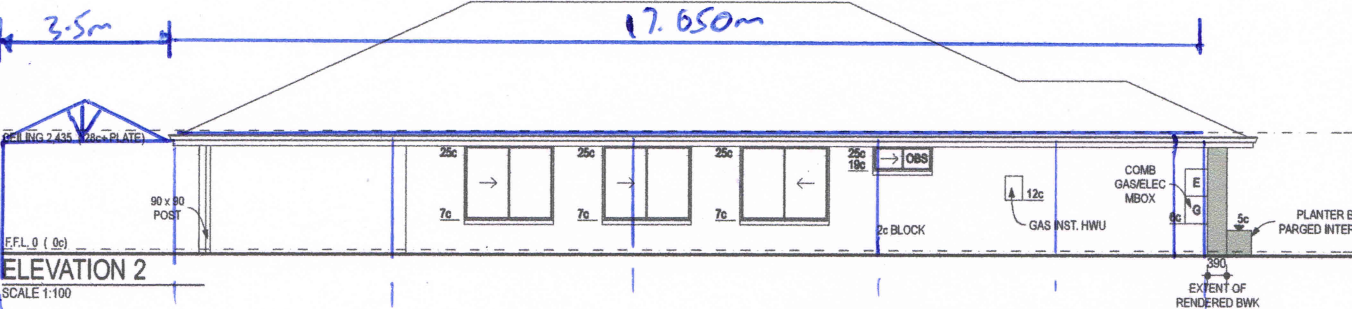 3.5m
17.650m
CEILING 2,435 (28c+PLATE)
25c
25c
25c
25c
19c
OBS
COMB
GAS/ELEC
MBOX
E
G
90 x 90
POST
12c
7c
7c
7c
6c
5c
GAS INST. HWU
2c BLOCK
PLANTER B
PARGED INTER
F.F.L. 0 ( 0c)
ELEVATION 2
SCALE 1:100
390
EXTENT OF
RENDERED BWK